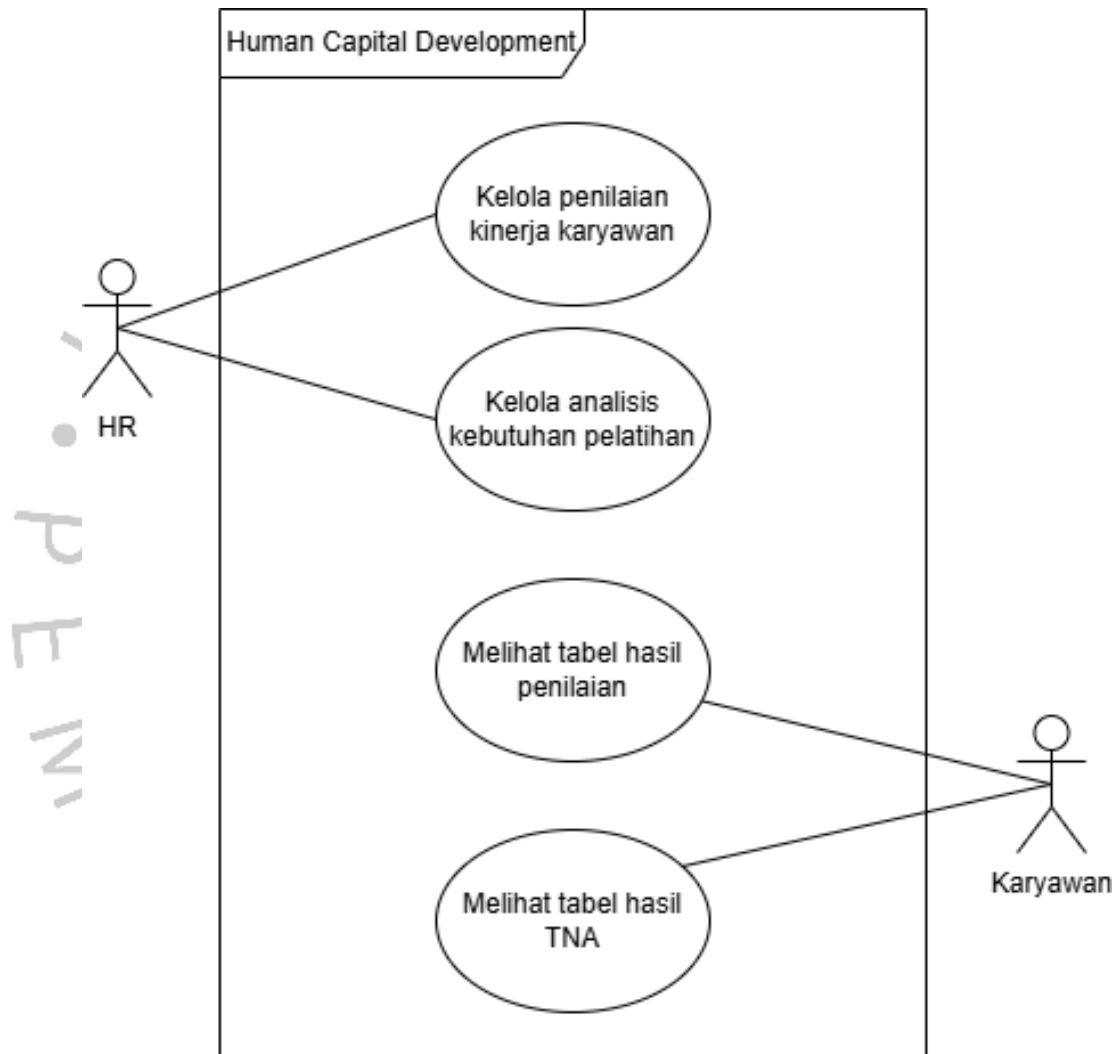 Human Capital Development
Kelola penilaian
kinerja karyawan
HR
Kelola analisis
kebutuhan pelatihan
Melihat tabel hasil
penilaian
Karyawan
Melihat tabel hasil
TNA
P E N